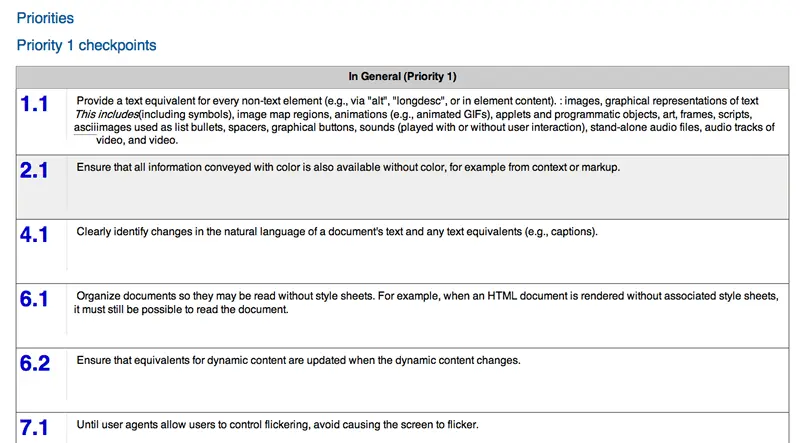 Priorities
Priority 1 checkpoints
In General (Priority 1)
1.1
Provide a text equivalent for every non-text element (e.g., via "alt", "longdesc", or in element content). : images, graphical representations of text
This includes(including symbols), image map regions, animations (e.g., animated GIFs), applets and programmatic objects, art, frames, scripts,
asciiimages used as list bullets, spacers, graphical buttons, sounds (played with or without user interaction), stand-alone audio files, audio tracks of
video, and video.
2.1
Ensure that all information conveyed with color is also available without color, for example from context or markup.
4.1
Clearly identify changes in the natural language of a document's text and any text equivalents (e.g., captions).
6.1
Organize documents so they may be read without style sheets. For example, when an HTML document is rendered without associated style sheets,
it must still be possible to read the document.
6.2
Ensure that equivalents for dynamic content are updated when the dynamic content changes.
7.1
Until user agents allow users to control flickering, avoid causing the screen to flicker.